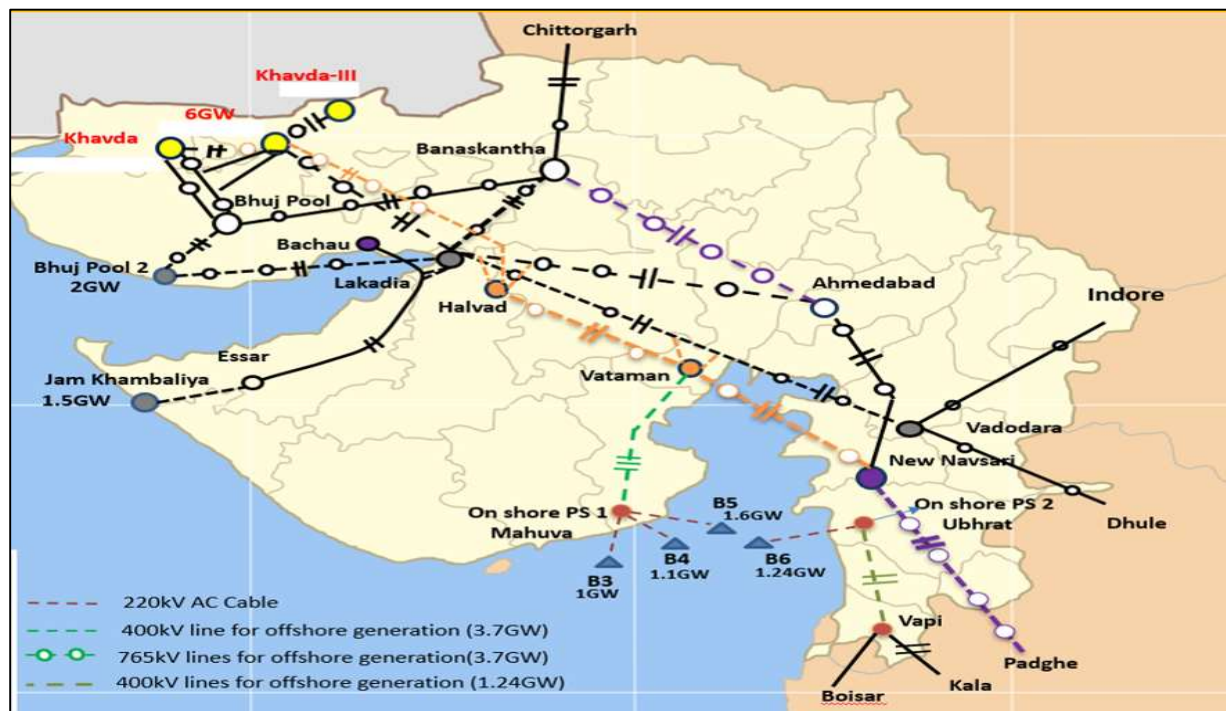 Chittorgarh
Khavda-III
6GW
Khavda
Banaskantha
Bhuj Pool
Bachau
Bhuj Pool 2
2GW
Lakadia
Halvad
Ahmedabad
Indore
Essar
Jam Khambaliya
1.5GW
Vataman
Vadodara
New Navsari
On shore PS 1
Mahuva
B5
1.6GW
On shore PS 2
Ubhrat
Dhule
B3
1GW
B4
1.1GW
B6
1.24GW
220kV AC Cable
400kV line for offshore generation (3.7GW)
765kV lines for offshore generation(3.7GW)
400kV lines for offshore generation (1.24GW)
Vapi
Padghe
Boisar
Kala